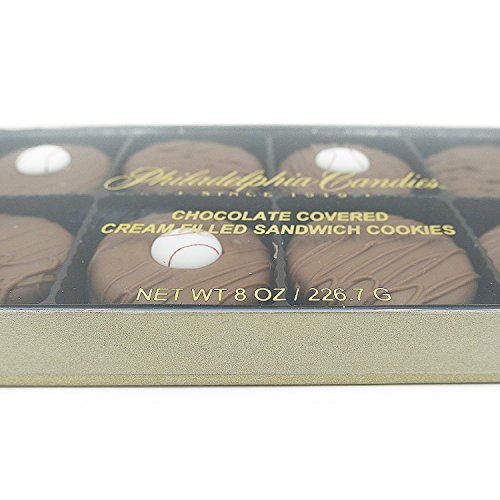 Philadelphia Candies
SINCE 1919
CHOCOLATE COVERED
CREAM FILLED SANDWICH COOKIES
NET WT 8 OZ / 226.7 G